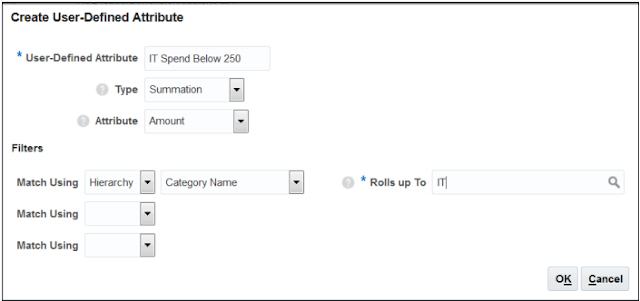 Create User-Defined Attribute
* User-Defined Attribute IT Spend Below 250
? Type Summation
? Attribute Amount
Filters
Match Using Hierarchy Category Name ? * Rolls up To IT
Match Using
Match Using
OK Cancel